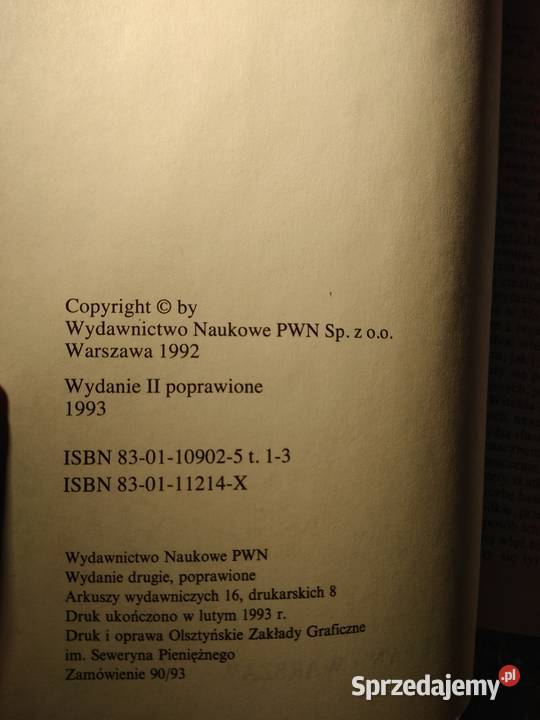 Copyright © by
Wydawnictwo Naukowe PWN Sp. z o.o.
Warszawa 1992
Wydanie II poprawione
1993
ISBN 83-01-10902-5 t. 1-3
ISBN 83-01-11214-X
Wydawnictwo Naukowe PWN
Wydanie drugie, poprawione
Arkuszy wydawniczych 16, drukarskich 8
Druk ukończono w lutym 1993 r.
Druk i oprawa Olsztyńskie Zakłady Graficzne
im. Seweryna Pieniężnego
Zamówienie 90/93
Sprzedajemy.pl